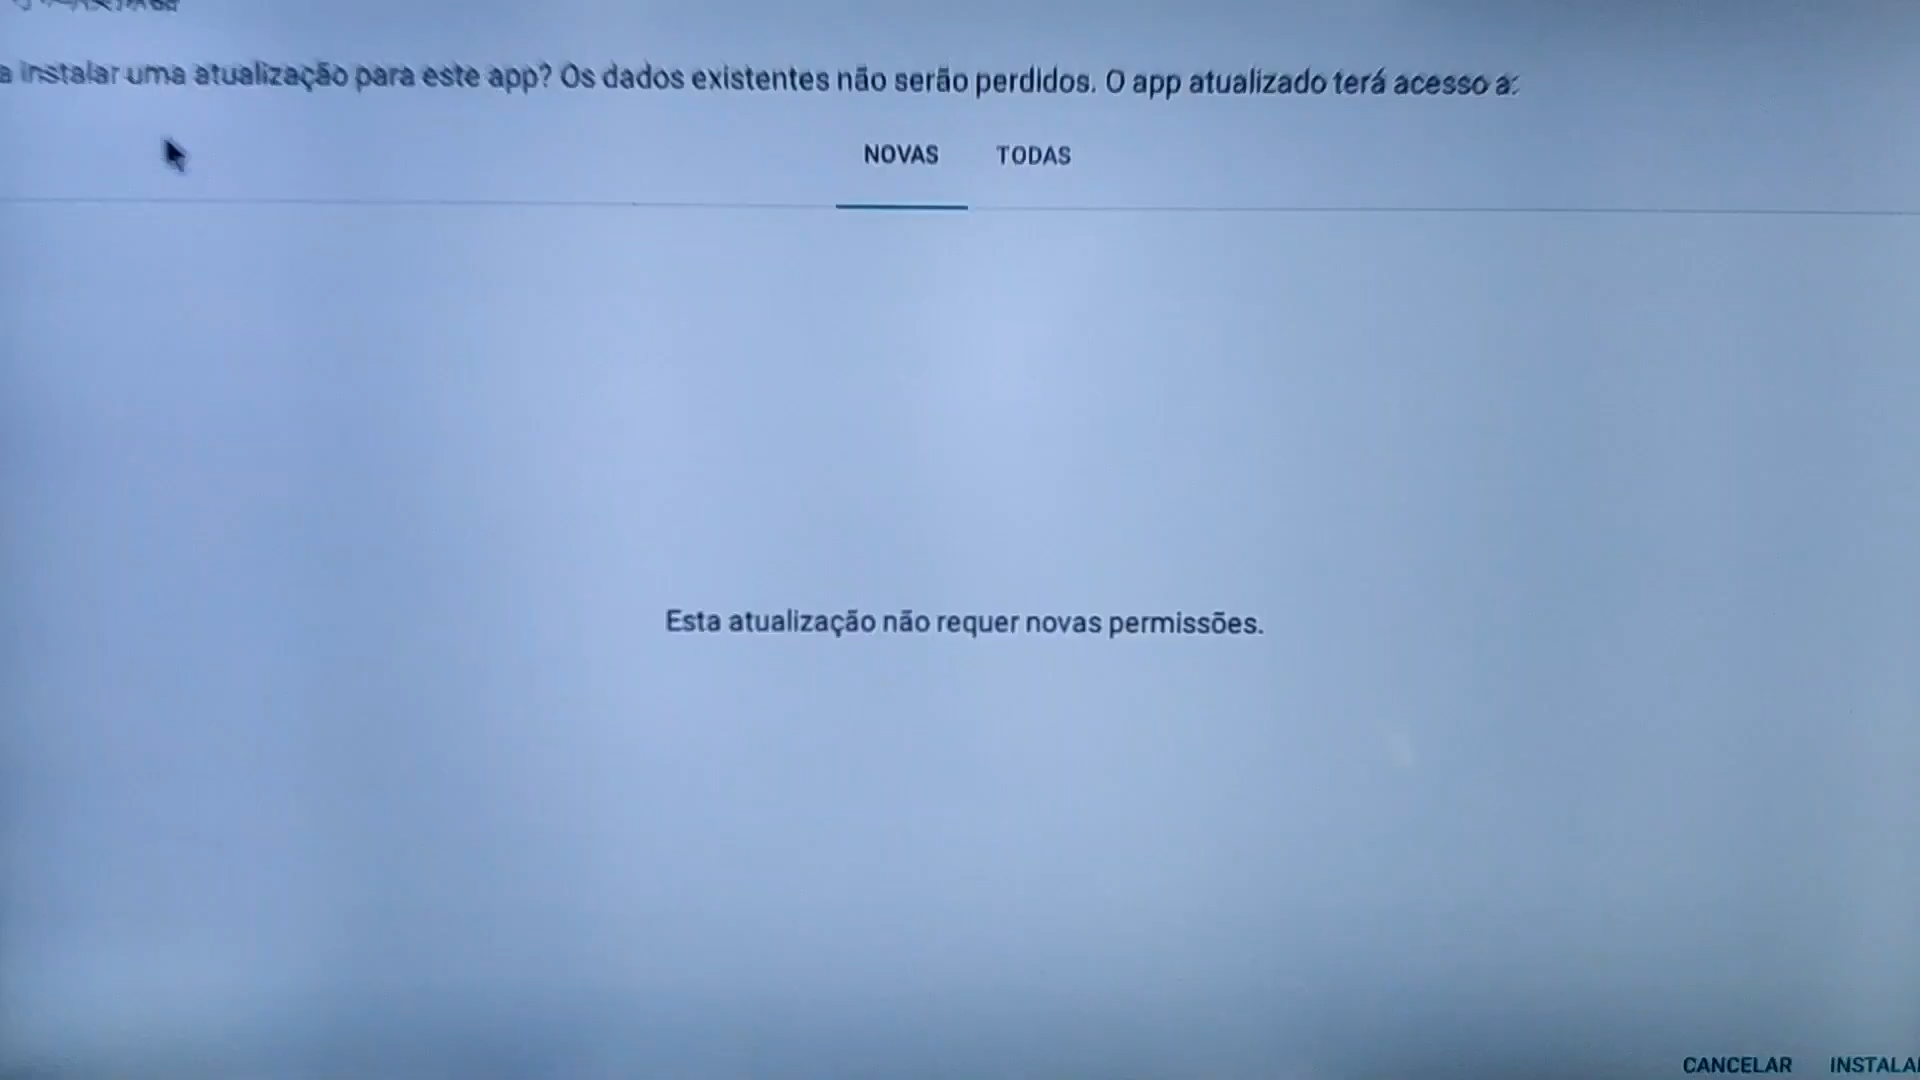 a instalar uma atualização para este app? Os dados existentes não serão perdidos. O app atualizado terá acesso a:
NOVAS TODAS
Esta atualização não requer novas permissões.
CANCELAR INSTALA